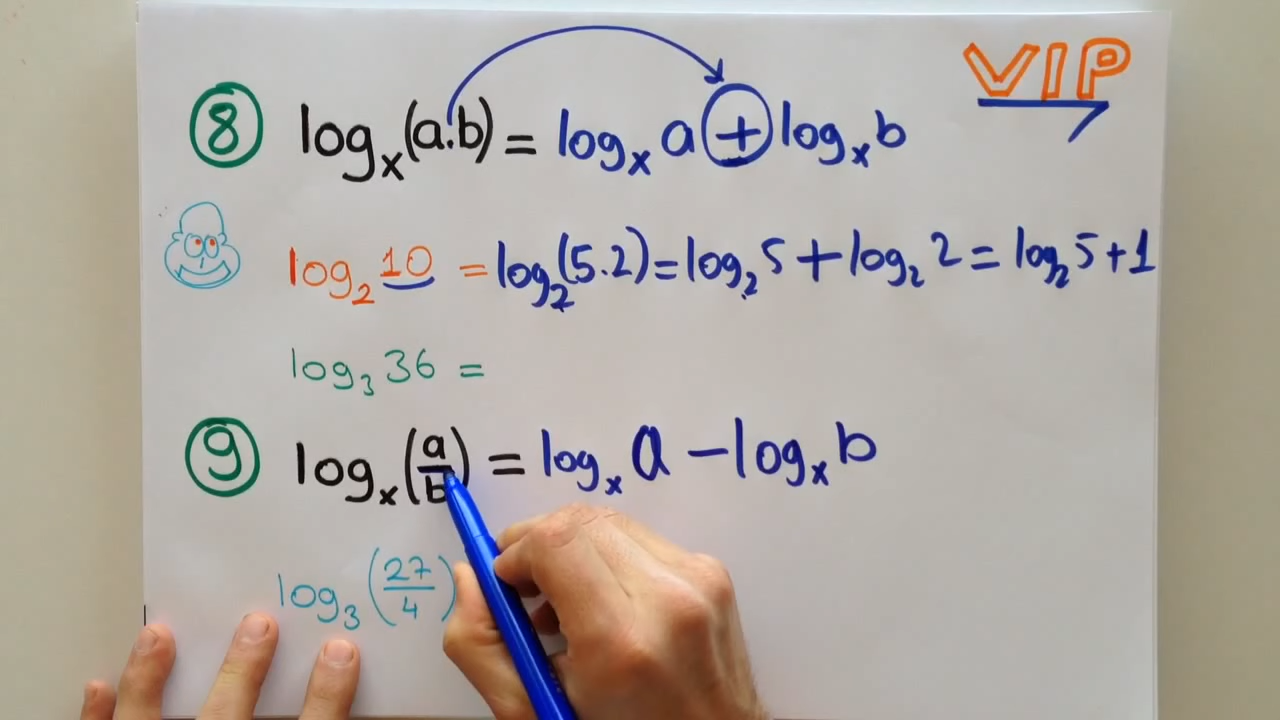 VIP
8 logₓ(a.b) = logₓ a + logₓ b
log₂ 10 = log₂(5.2) = log₂ 5 + log₂ 2 = log₂ 5 + 1
log₃ 36 =
9 logₓ(a/b) = logₓ a - logₓ b
log₃(27/4)